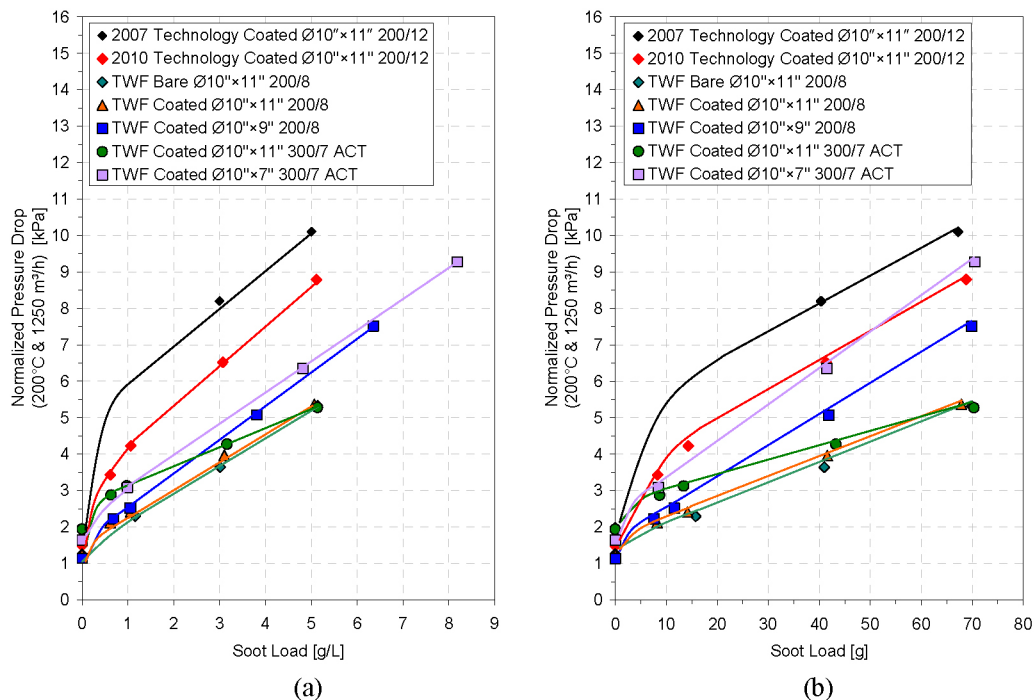 16
15
14
13
12
11
10
9
8
7
6
5
4
3
2
1
0
Normalized Pressure Drop
(200°C & 1250 m³/h) [kPa]
2007 Technology Coated Ø10"×11" 200/12
2010 Technology Coated Ø10"×11" 200/12
TWF Bare Ø10"×11" 200/8
TWF Coated Ø10"×11" 200/8
TWF Coated Ø10"×9" 200/8
TWF Coated Ø10"×11" 300/7 ACT
TWF Coated Ø10"×7" 300/7 ACT
0 1 2 3 4 5 6 7 8 9
Soot Load [g/L]
(a)
16
15
14
13
12
11
10
9
8
7
6
5
4
3
2
1
0
Normalized Pressure Drop
(200°C & 1250 m³/h) [kPa]
2007 Technology Coated Ø10"×11" 200/12
2010 Technology Coated Ø10"×11" 200/12
TWF Bare Ø10"×11" 200/8
TWF Coated Ø10"×11" 200/8
TWF Coated Ø10"×9" 200/8
TWF Coated Ø10"×11" 300/7 ACT
TWF Coated Ø10"×7" 300/7 ACT
0 10 20 30 40 50 60 70 80
Soot Load [g]
(b)